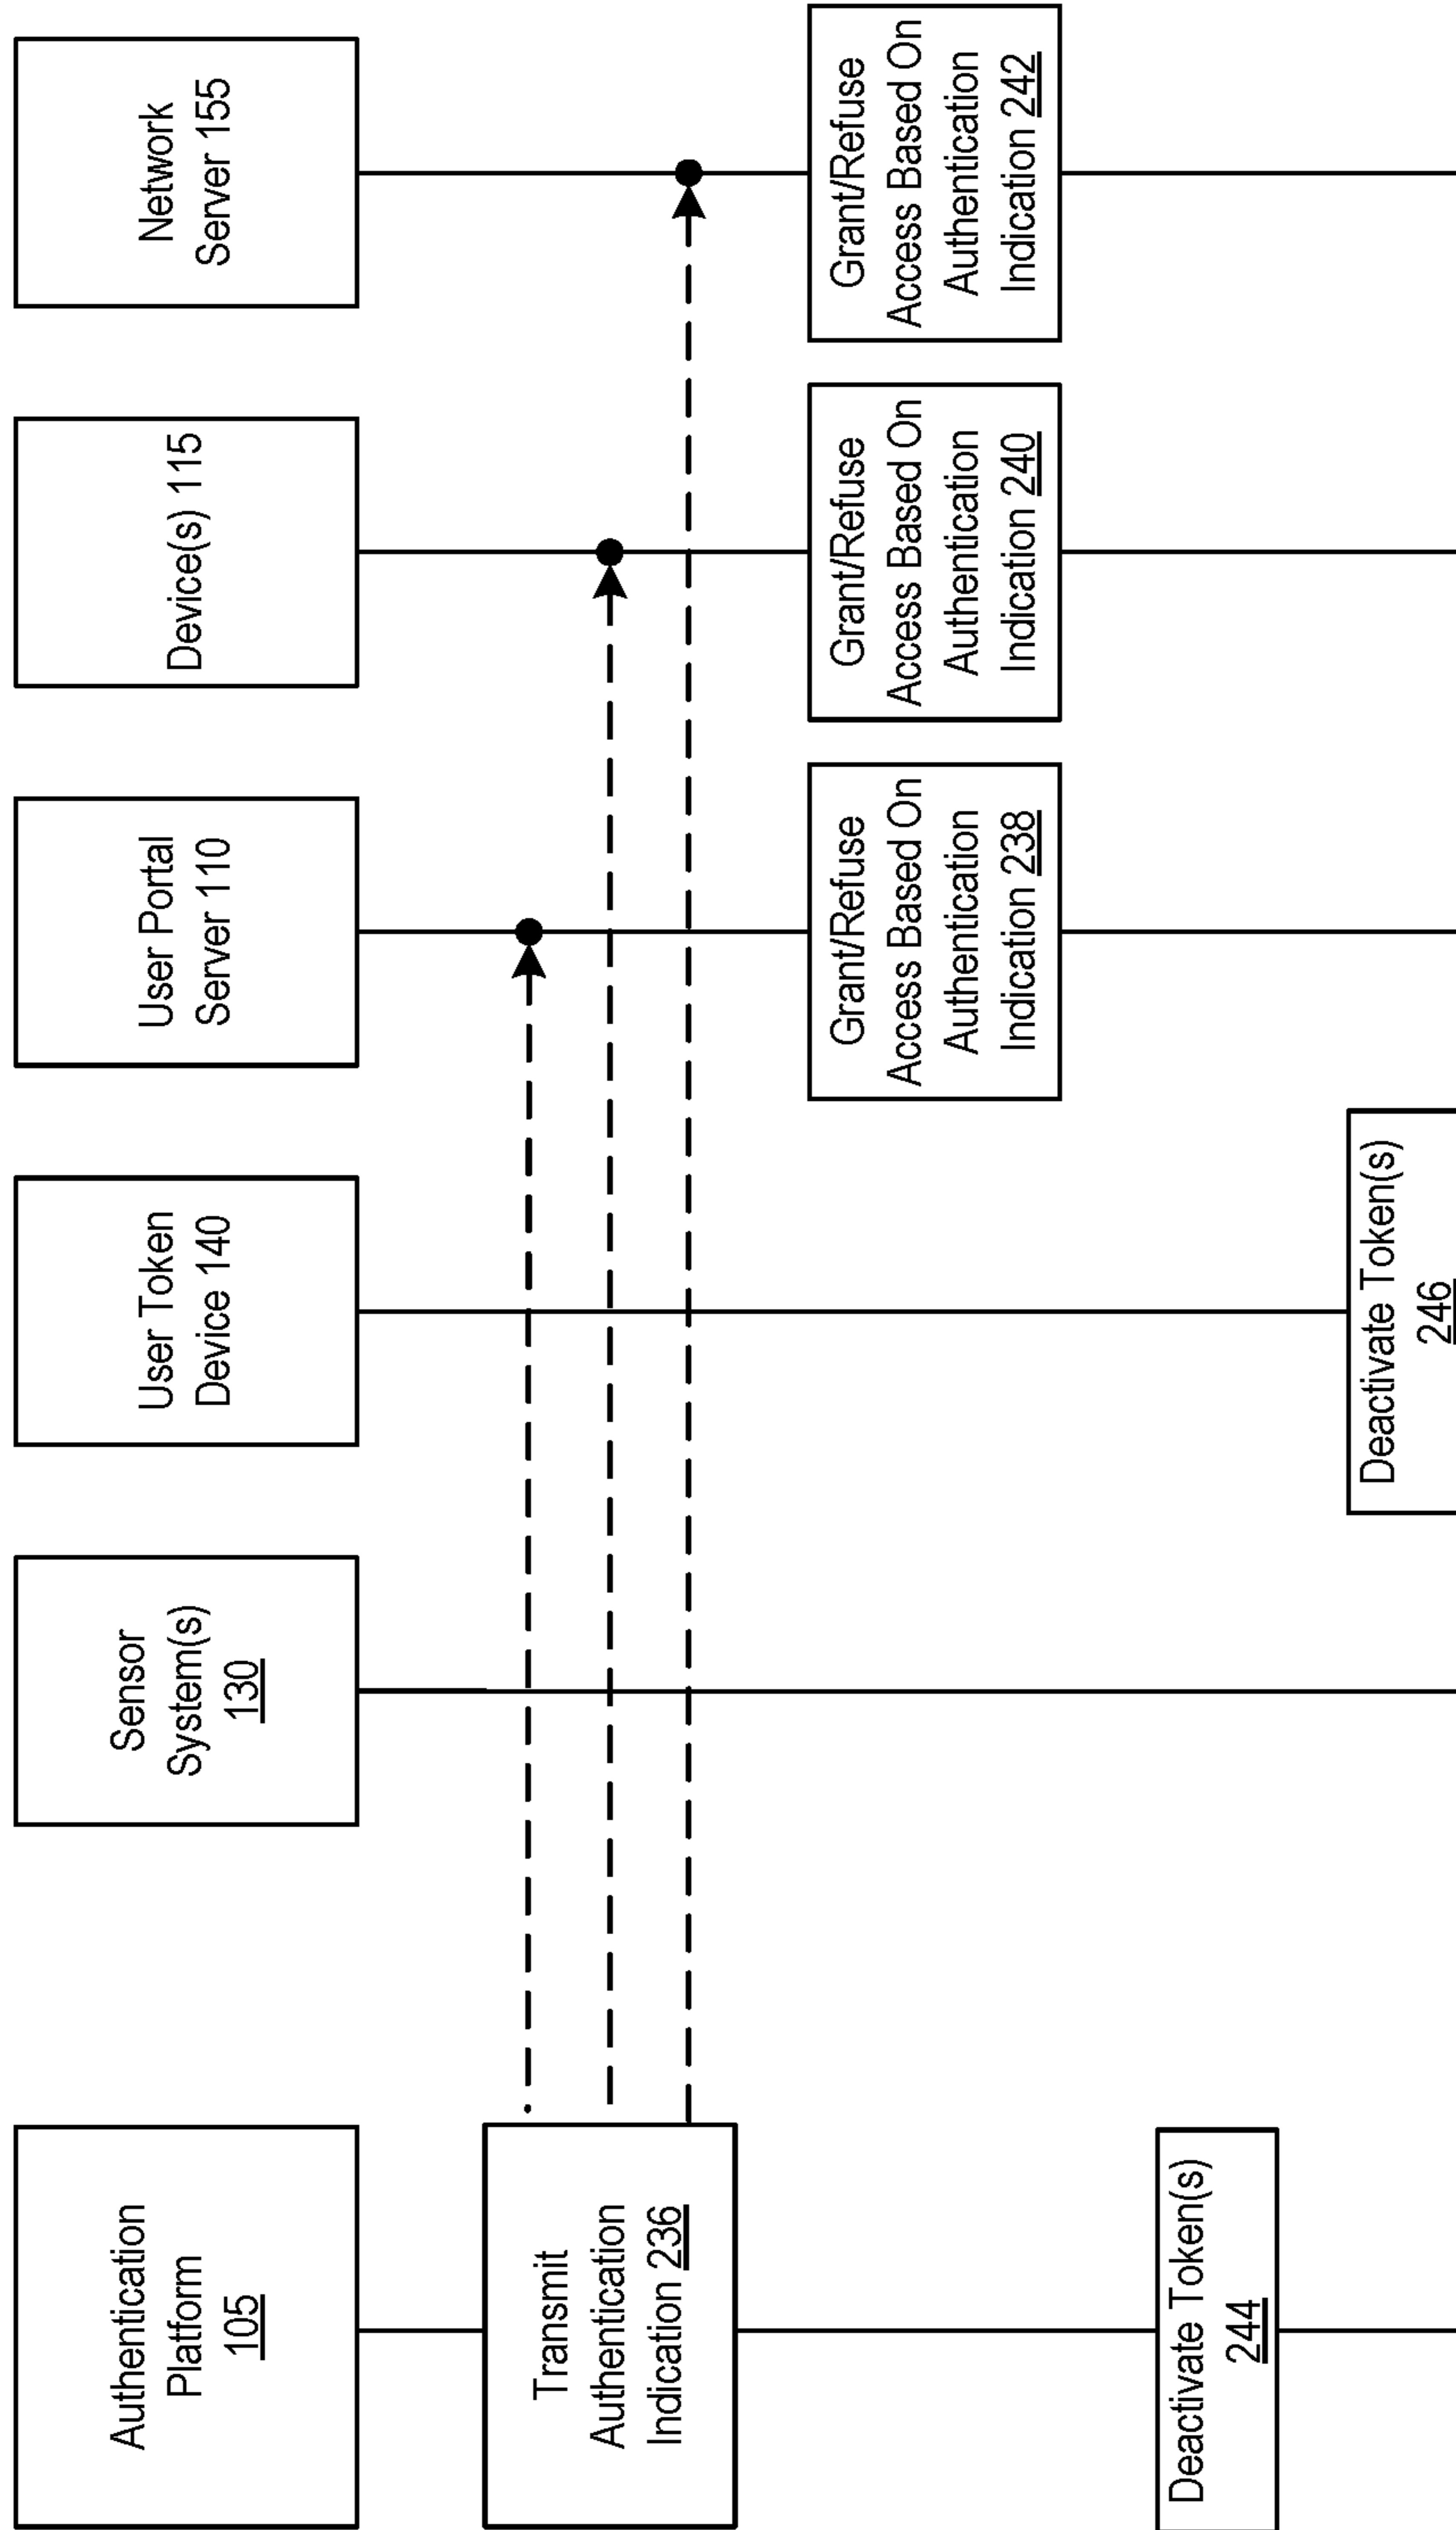 Authentication
Platform
105
Sensor
System(s)
130
User Token
Device 140
User Portal
Server 110
Device(s) 115
Network
Server 155
Transmit
Authentication
Indication 236
Grant/Refuse
Access Based On
Authentication
Indication 238
Grant/Refuse
Access Based On
Authentication
Indication 240
Grant/Refuse
Access Based On
Authentication
Indication 242
Deactivate Token(s)
244
Deactivate Token(s)
246